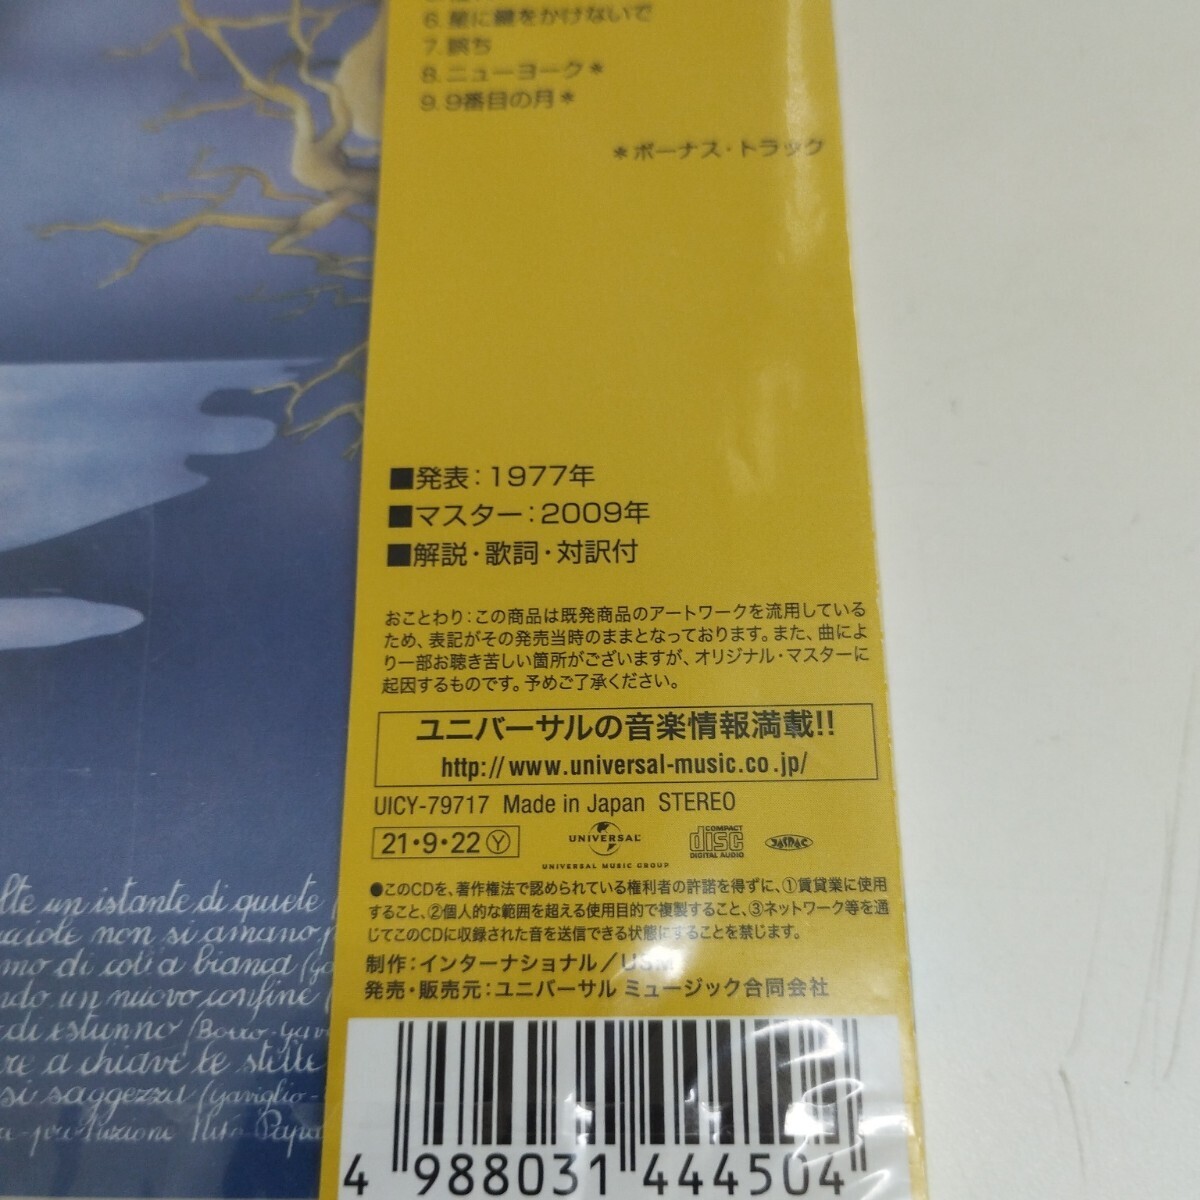 6. 星に鍵をかけないで
7. 誤ち
8. ニューヨーク*
9. 9番目の月*
*ボーナス・トラック
■発表：1977年
■マスター：2009年
■解説・歌詞・対訳付
おことわり：この商品は既発商品のアートワークを流用している
ため、表記がその発売当時のままとなっております。また、曲によ
り一部お聴き苦しい箇所がございますが、オリジナル・マスターに
起因するものです。予めご了承ください。
ユニバーサルの音楽情報満載!!
http://www.universal-music.co.jp/
UICY-79717 Made in Japan STEREO
21・9・22 Ⓨ
UNIVERSAL
UNIVERSAL MUSIC GROUP
COMPACT
disc
DIGITAL AUDIO
JASRAC
●このCDを、著作権法で認められている権利者の許諾を得ずに、①賃貸業に使用
すること、②個人的な範囲を超える使用目的で複製すること、③ネットワーク等を通
じてこのCDに収録された音を送信できる状態にすることを禁じます。
制作：インターナショナル／USM
発売・販売元：ユニバーサル ミュージック合同会社
4 988031 444504
un istante di quiete
non si amano
di colla bianca
un nuovo confine
di estunno (Borro-
a chiave le stelle
si saggezza (Gaviglio-